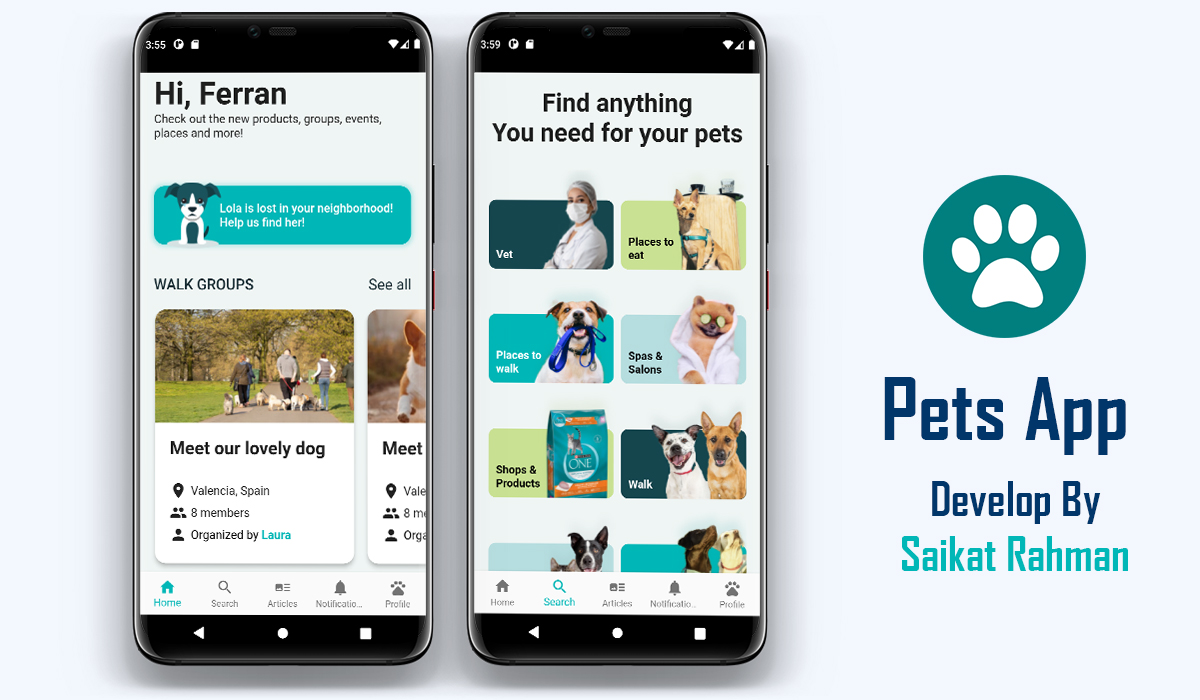 3:55
Hi, Ferran
Check out the new products, groups, events,
places and more!
Lola is lost in your neighborhood!
Help us find her!
WALK GROUPS
See all
Meet our lovely dog
Valencia, Spain
8 members
Organized by Laura
Meet
Vale
8 m
Orga
Home
Search
Articles
Notificatio...
Profile
3:59
Find anything
You need for your pets
Vet
Places to
eat
Places to
walk
Spas &
Salons
Shops &
Products
ONE
Walk
Home
Search
Articles
Notificatio...
Profile
Pets App
Develop By
Saikat Rahman